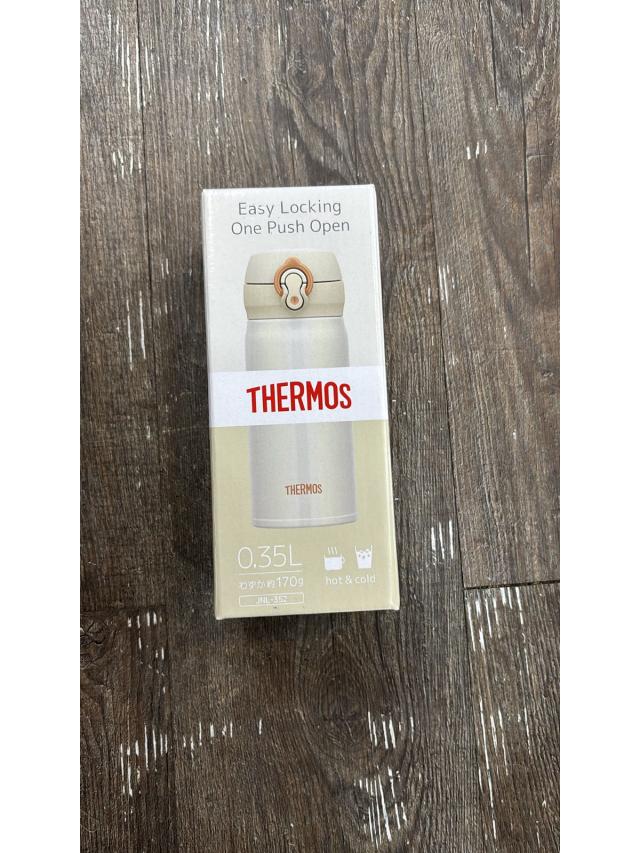 Easy Locking
One Push Open
THERMOS
THERMOS
0.35L
わずか約170g
JNL-352
hot & cold